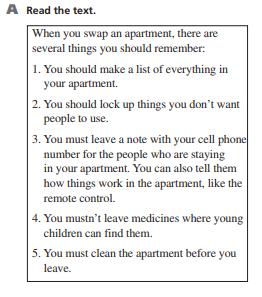 A Read the text.
When you swap an apartment, there are
several things you should remember:
1. You should make a list of everything in
your apartment.
2. You should lock up things you don't want
people to use.
3. You must leave a note with your cell phone
number for the people who are staying
in your apartment. You can also tell them
how things work in the apartment, like the
remote control.
4. You mustn't leave medicines where young
children can find them.
5. You must clean the apartment before you
leave.